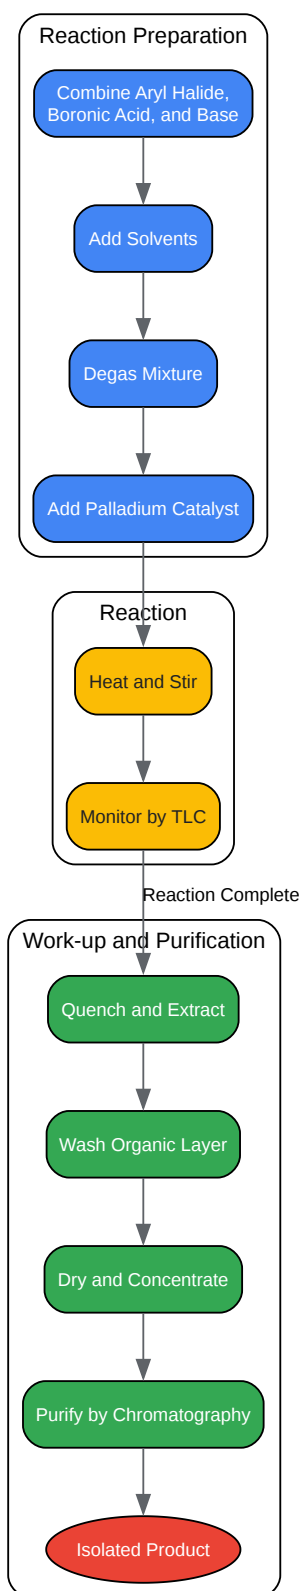 Reaction Preparation
Combine Aryl Halide,
Boronic Acid, and Base
Add Solvents
Degas Mixture
Add Palladium Catalyst
Reaction
Heat and Stir
Monitor by TLC
Reaction Complete
Work-up and Purification
Quench and Extract
Wash Organic Layer
Dry and Concentrate
Purify by Chromatography
Isolated Product